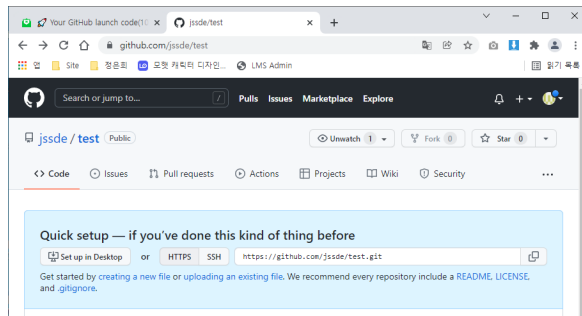 Your GitHub launch code(1 jssde/test
github.com/jssde/test
앱 Site 정은희 모햇 캐릭터 디자인... LMS Admin 읽기 목록
Search or jump to... / Pulls Issues Marketplace Explore
jssde / test Public Unwatch 1 Fork 0 Star 0
Code Issues Pull requests Actions Projects Wiki Security
Quick setup — if you've done this kind of thing before
Set up in Desktop or HTTPS SSH https://github.com/jssde/test.git
Get started by creating a new file or uploading an existing file. We recommend every repository include a README, LICENSE,
and .gitignore.